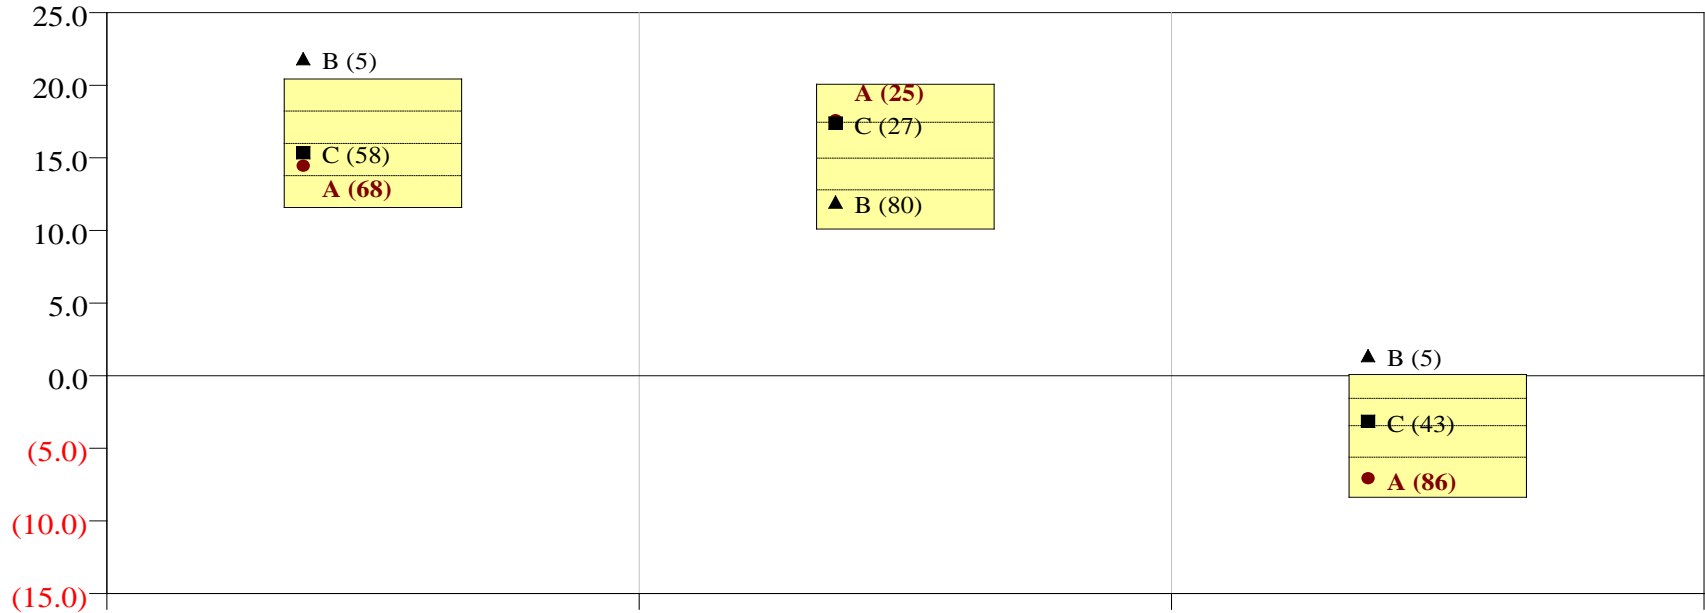 25.0
20.0
15.0
10.0
5.0
0.0
(5.0)
(10.0)
(15.0)
B (5)
C (58)
A (68)
A (25)
C (27)
B (80)
B (5)
C (43)
A (86)